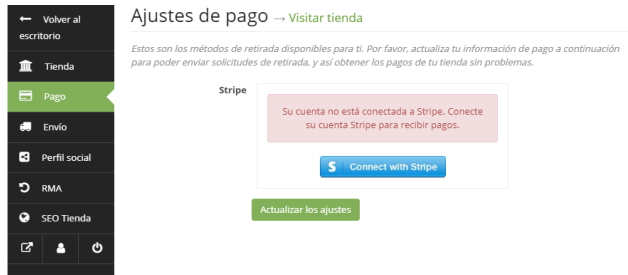 Volver al
escritorio
Tienda
Pago
Envío
Perfil social
RMA
SEO Tienda
Ajustes de pago → Visitar tienda
Estos son los métodos de retirada disponibles para ti. Por favor, actualiza tu información de pago a continuación
para poder enviar solicitudes de retirada, y así obtener los pagos de tu tienda sin problemas.
Stripe
Su cuenta no está conectada a Stripe. Conecte
su cuenta Stripe para recibir pagos.
S Connect with Stripe
Actualizar los ajustes